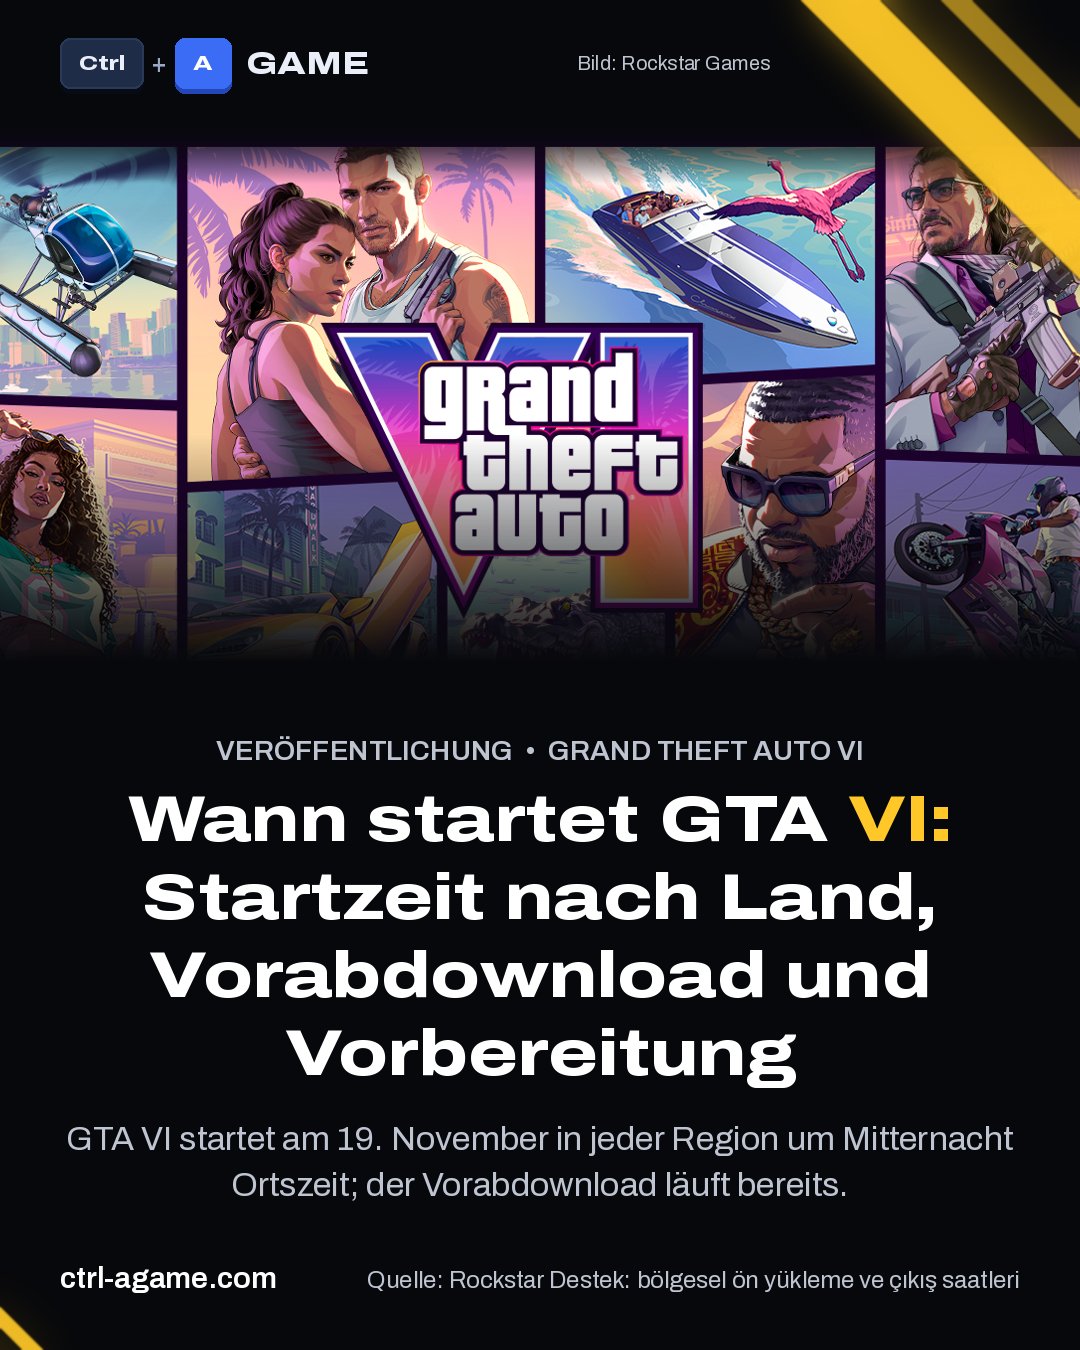 Ctrl + A GAME
Bild: Rockstar Games
VI
grand
theft
auto
VERÖFFENTLICHUNG • GRAND THEFT AUTO VI
Wann startet GTA VI:
Startzeit nach Land,
Vorabdownload und
Vorbereitung
GTA VI startet am 19. November in jeder Region um Mitternacht
Ortszeit; der Vorabdownload läuft bereits.
ctrl-agame.com
Quelle: Rockstar Destek: bölgesel ön yükleme ve çıkış saatleri